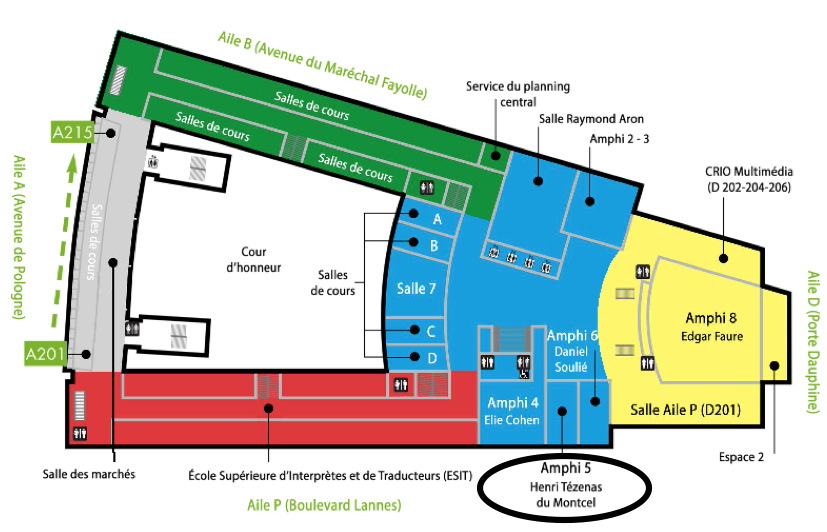 Aile B (Avenue du Maréchal Fayolle)
Service du planning
central
Salle Raymond Aron
Amphi 2 - 3
Salles de cours
Salles de cours
Salles de cours
A215
CRIO Multimédia
(D 202-204-206)
Aile A (Avenue de Pologne)
Salles de cours
A
B
Cour
d'honneur
Salles
de cours
Salle 7
C
D
Amphi 6
Daniel
Soulié
Amphi 8
Edgar Faure
Aile D (Porte Dauphine)
A201
Amphi 4
Elie Cohen
Salle Aile P (D201)
Espace 2
Salle des marchés
École Supérieure d'Interprètes et de Traducteurs (ESIT)
Amphi 5
Henri Tézenas
du Montcel
Aile P (Boulevard Lannes)